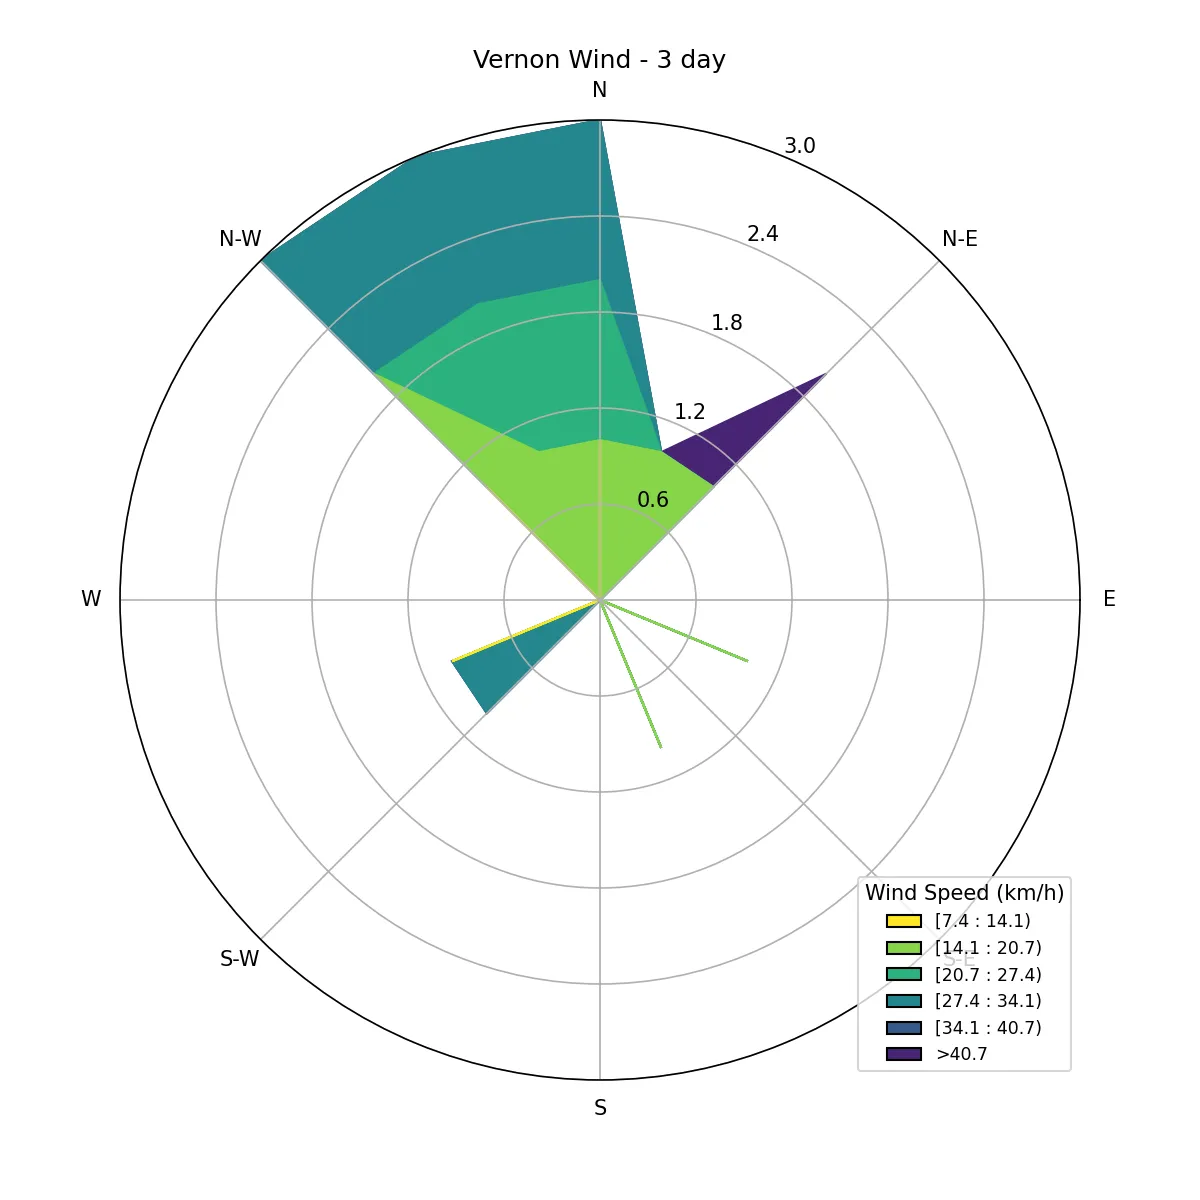 Vernon Wind - 3 day
N
3.0
2.4
N-W
N-E
1.8
1.2
0.6
W
E
S-W
S-E
Wind Speed (km/h)
[7.4 : 14.1)
[14.1 : 20.7)
[20.7 : 27.4)
[27.4 : 34.1)
[34.1 : 40.7)
>40.7
S